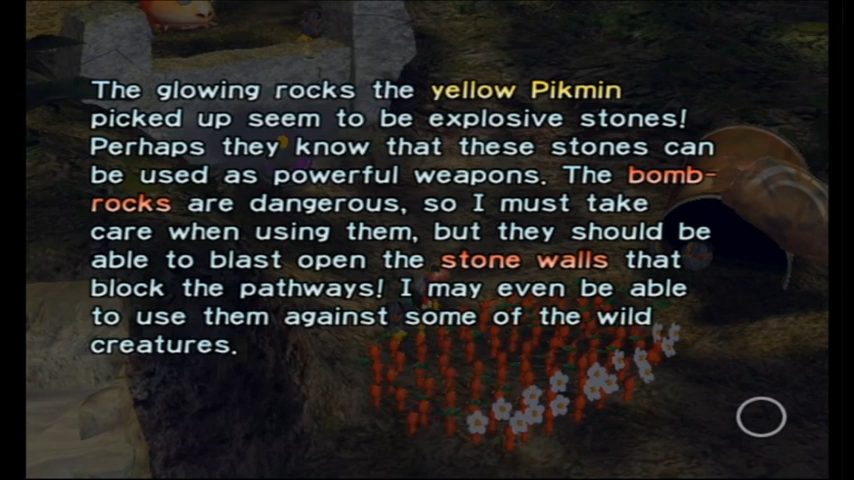 The glowing rocks the yellow Pikmin
picked up seem to be explosive stones!
Perhaps they know that these stones can
be used as powerful weapons. The bomb-
rocks are dangerous, so I must take
care when using them, but they should be
able to blast open the stone walls that
block the pathways! I may even be able
to use them against some of the wild
creatures.